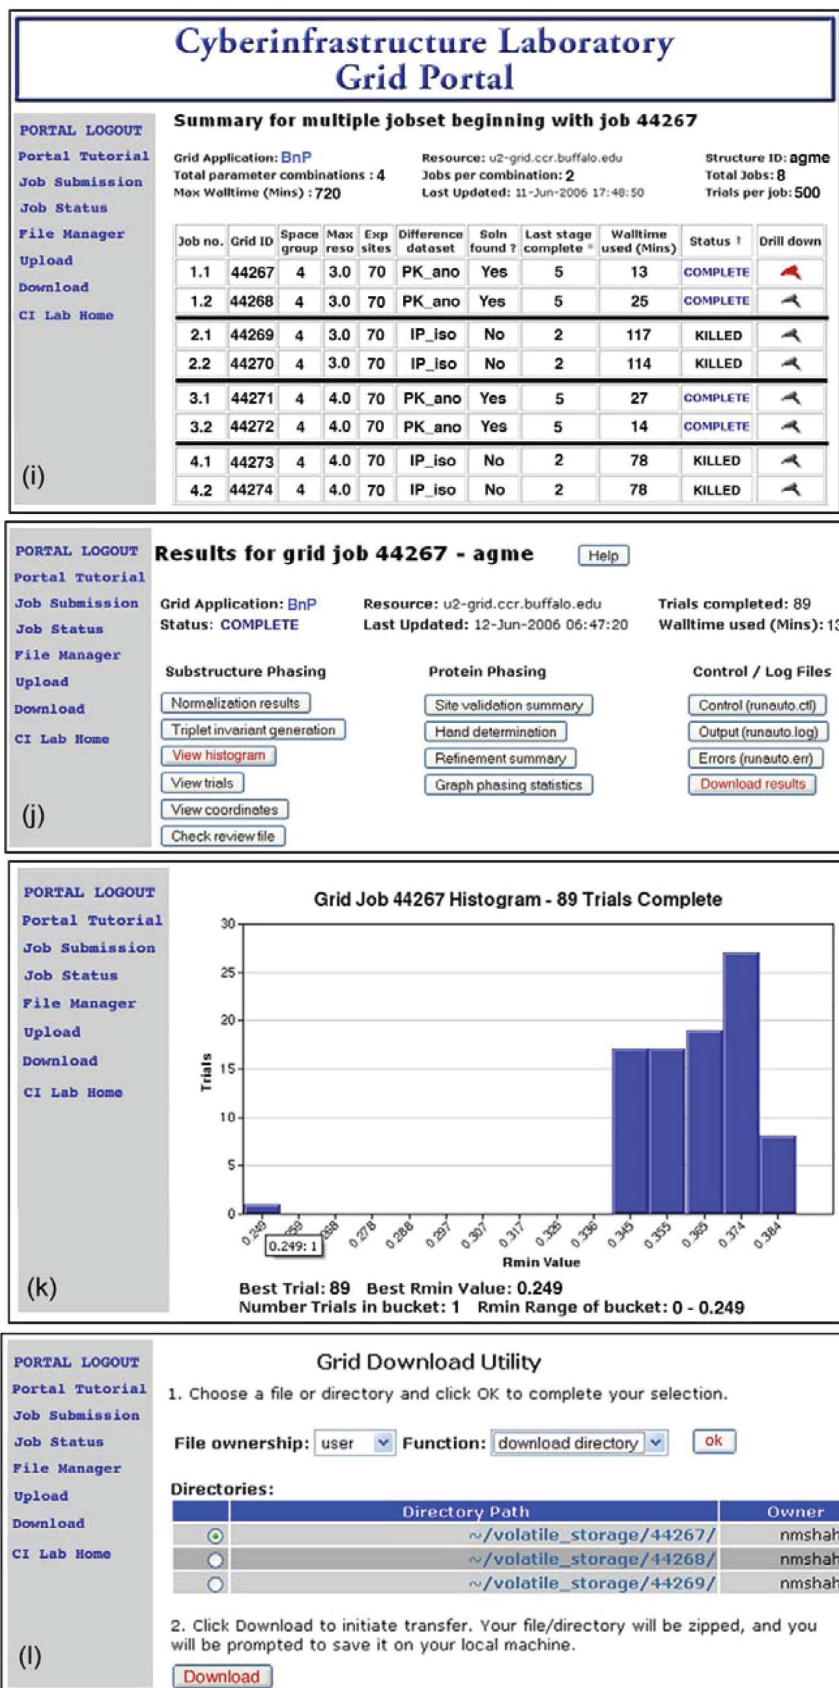 Cyberinfrastructure Laboratory
Grid Portal
PORTAL LOGOUT
Portal Tutorial
Job Submission
Job Status
File Manager
Upload
Download
CI Lab Home
(i)
Summary for multiple jobset beginning with job 44267
Grid Application: BnP Resource: u2-grid.ccr.buffalo.edu Structure ID: agme
Total parameter combinations : 4 Jobs per combination: 2 Total Jobs: 8
Max Walltime (Mins) : 720 Last Updated: 11-Jun-2006 17:48:50 Trials per job: 500
Job no. Grid ID Space group Max reso Exp sites Difference dataset Soln found ? Last stage complete * Walltime used (Mins) Status ↑ Drill down
1.1 44267 4 3.0 70 PK_ano Yes 5 13 COMPLETE
1.2 44268 4 3.0 70 PK_ano Yes 5 25 COMPLETE
2.1 44269 4 3.0 70 IP_iso No 2 117 KILLED
2.2 44270 4 3.0 70 IP_iso No 2 114 KILLED
3.1 44271 4 4.0 70 PK_ano Yes 5 27 COMPLETE
3.2 44272 4 4.0 70 PK_ano Yes 5 14 COMPLETE
4.1 44273 4 4.0 70 IP_iso No 2 78 KILLED
4.2 44274 4 4.0 70 IP_iso No 2 78 KILLED
PORTAL LOGOUT
Portal Tutorial
Job Submission
Job Status
File Manager
Upload
Download
CI Lab Home
(j)
Results for grid job 44267 - agme Help
Grid Application: BnP Resource: u2-grid.ccr.buffalo.edu Trials completed: 89
Status: COMPLETE Last Updated: 12-Jun-2006 06:47:20 Walltime used (Mins): 13
Substructure Phasing Protein Phasing Control / Log Files
Normalization results Site validation summary Control (runauto.ctl)
Triplet invariant generation Hand determination Output (runauto.log)
View histogram Refinement summary Errors (runauto.err)
View trials Graph phasing statistics Download results
View coordinates
Check review file
PORTAL LOGOUT
Portal Tutorial
Job Submission
Job Status
File Manager
Upload
Download
CI Lab Home
(k)
Grid Job 44267 Histogram - 89 Trials Complete
30
25
20
15
10
5
0
Trials
0.249 0.259 0.268 0.278 0.288 0.297 0.307 0.317 0.326 0.336 0.345 0.355 0.365 0.374 0.384
0.249: 1
Rmin Value
Best Trial: 89 Best Rmin Value: 0.249
Number Trials in bucket: 1 Rmin Range of bucket: 0 - 0.249
PORTAL LOGOUT
Portal Tutorial
Job Submission
Job Status
File Manager
Upload
Download
CI Lab Home
(l)
Grid Download Utility
1. Choose a file or directory and click OK to complete your selection.
File ownership: user Function: download directory ok
Directories:
Directory Path Owner
~/volatile_storage/44267/ nmshah
~/volatile_storage/44268/ nmshah
~/volatile_storage/44269/ nmshah
2. Click Download to initiate transfer. Your file/directory will be zipped, and you
will be prompted to save it on your local machine.
Download